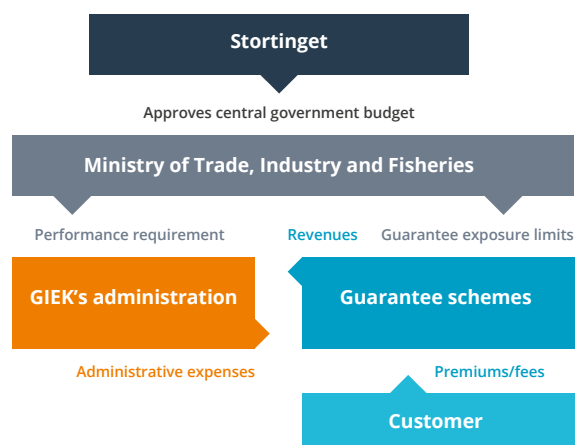 Stortinget
Approves central government budget
Ministry of Trade, Industry and Fisheries
Performance requirement
Revenues
Guarantee exposure limits
GIEK's administration
Guarantee schemes
Administrative expenses
Premiums/fees
Customer